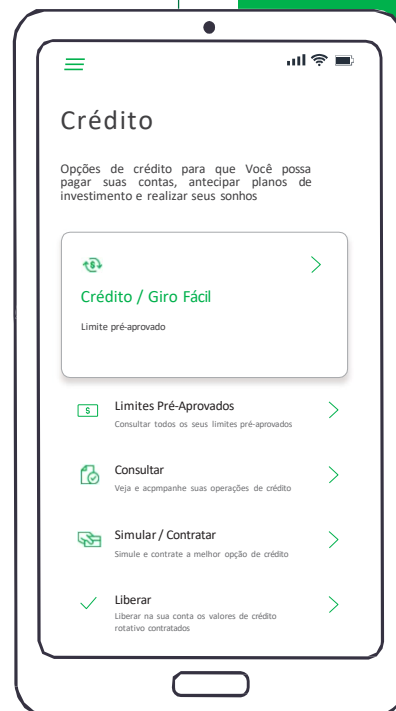 Crédito
Opções de crédito para que Você possa
pagar suas contas, antecipar planos de
investimento e realizar seus sonhos
Crédito / Giro Fácil
Limite pré-aprovado
Limites Pré-Aprovados
Consultar todos os seus limites pré-aprovados
Consultar
Veja e acpmpanhe suas operações de crédito
Simular / Contratar
Simule e contrate a melhor opção de crédito
Liberar
Liberar na sua conta os valores de crédito
rotativo contratados